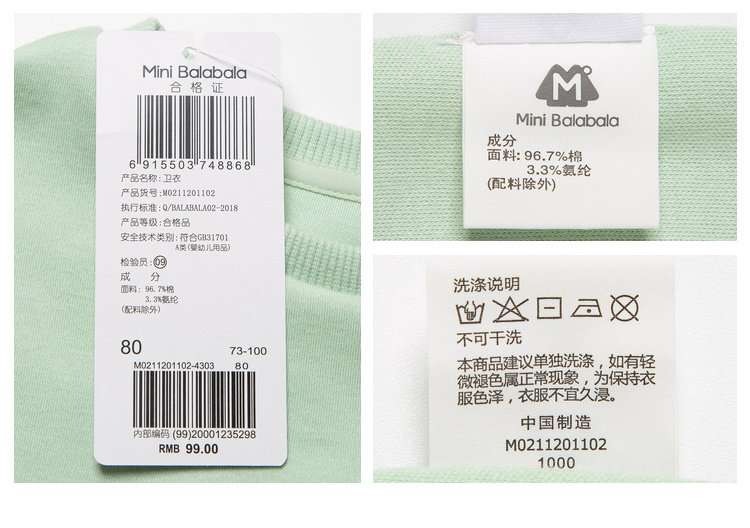 Mini Balabala
合格证
6 915503 748868
产品名称: 卫衣
产品货号: M0211201102
执行标准: Q/BALABALA02-2018
产品等级: 合格品
安全技术类别: 符合GB31701
A类(婴幼儿用品)
检验员: 09
成 分
面料: 96.7%棉
3.3%氨纶
(配料除外)
80 73-100
M0211201102-4303 80
内部编码 (99)20001235298
RMB 99.00
M
Mini Balabala
成分
面料: 96.7%棉
3.3%氨纶
(配料除外)
洗涤说明
不可干洗
本商品建议单独洗涤，如有轻
微褪色属正常现象，为保持衣
服色泽，衣服不宜久浸。
中国制造
M0211201102
1000